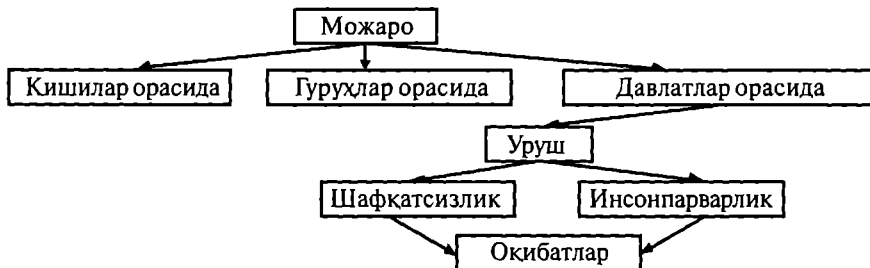 Можаро
Кишилар орасида
Гуруҳлар орасида
Давлатлар орасида
Уруш
Шафқатсизлик
Инсонпарварлик
Оқибатлар